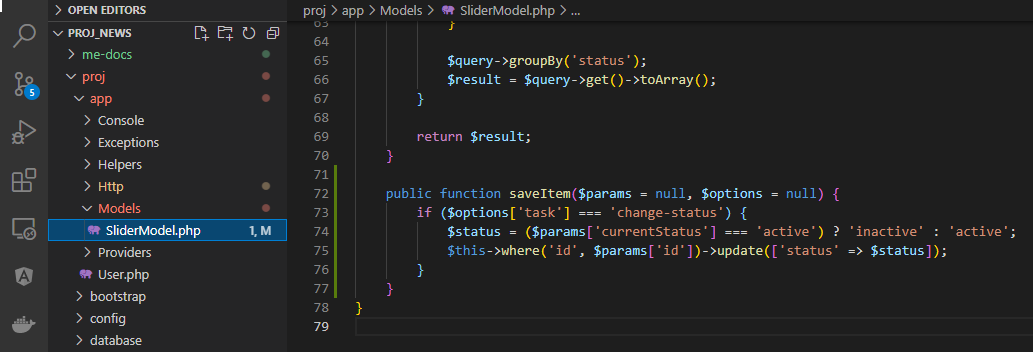 OPEN EDITORS
PROJ_NEWS
me-docs
proj
app
Console
Exceptions
Helpers
Http
Models
SliderModel.php 1, M
Providers
User.php
bootstrap
config
database
5
proj > app > Models > SliderModel.php > ...
63 }
64
65 $query->groupBy('status');
66 $result = $query->get()->toArray();
67 }
68
69 return $result;
70 }
71
72 public function saveItem($params = null, $options = null) {
73 if ($options['task'] === 'change-status') {
74 $status = ($params['currentStatus'] === 'active') ? 'inactive' : 'active';
75 $this->where('id', $params['id'])->update(['status' => $status]);
76 }
77 }
78 }
79